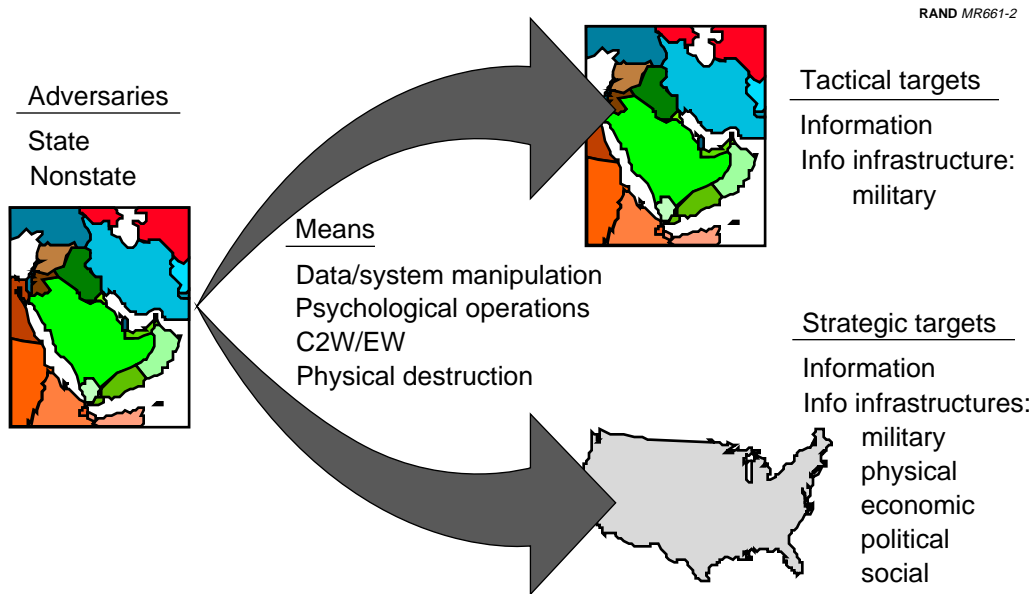 RAND MR661-2
Adversaries
State
Nonstate
Means
Data/system manipulation
Psychological operations
C2W/EW
Physical destruction
Tactical targets
Information
Info infrastructure:
military
Strategic targets
Information
Info infrastructures:
military
physical
economic
political
social